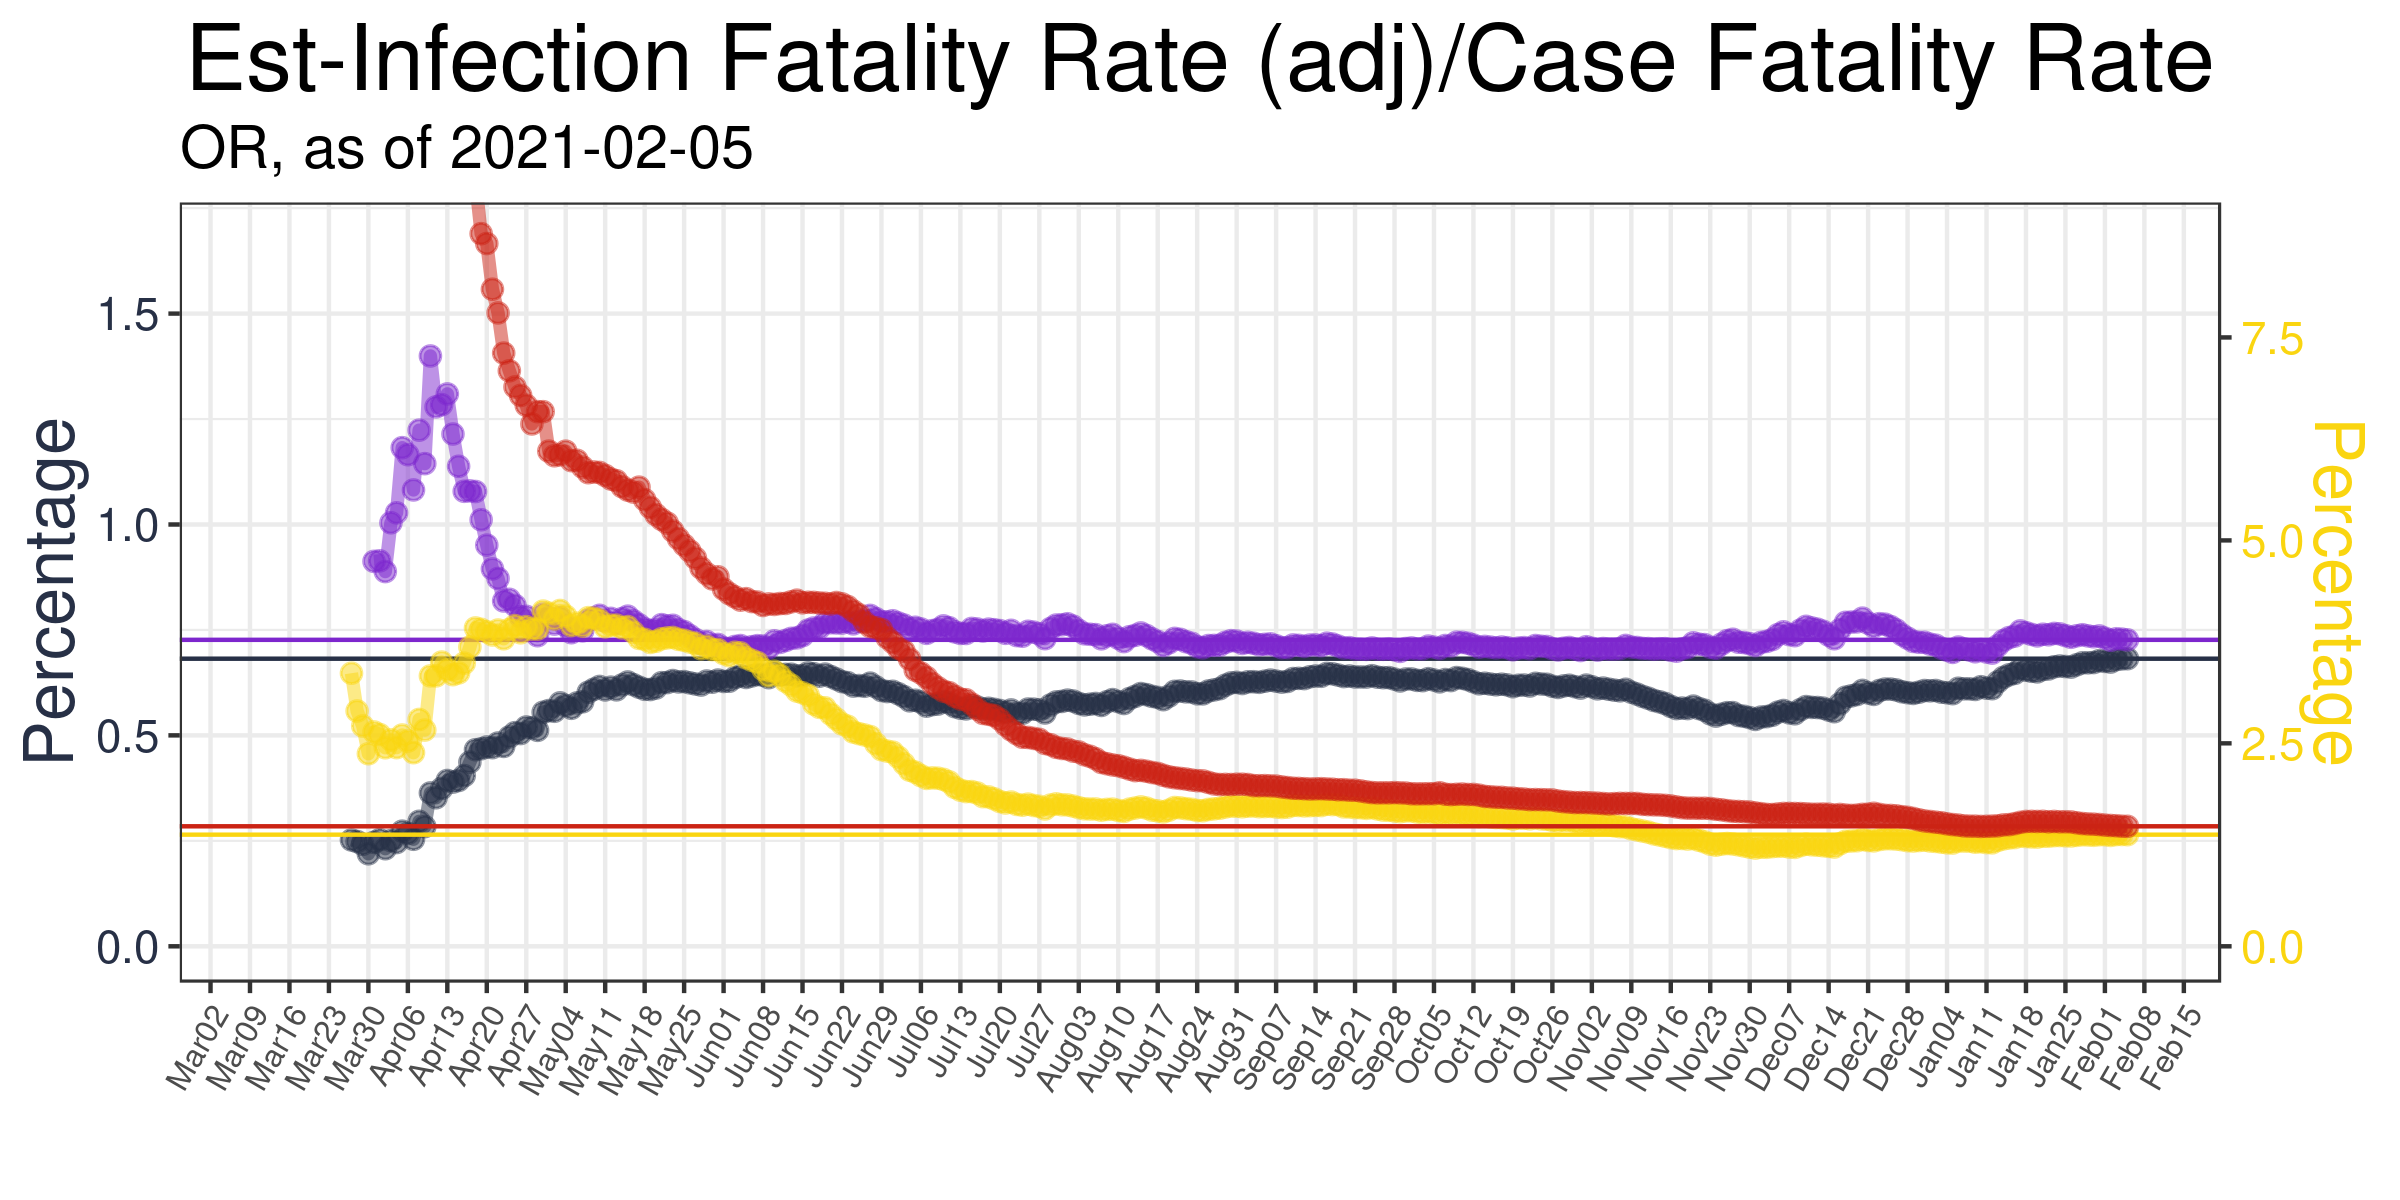 Est-Infection Fatality Rate (adj)/Case Fatality Rate
OR, as of 2021-02-05
Percentage
1.5
1.0
0.5
0.0
7.5
5.0
2.5
0.0
Percentage
Mar02
Mar09
Mar16
Mar23
Mar30
Apr06
Apr13
Apr20
Apr27
May04
May11
May18
May25
Jun01
Jun08
Jun15
Jun22
Jun29
Jul06
Jul13
Jul20
Jul27
Aug03
Aug10
Aug17
Aug24
Aug31
Sep07
Sep14
Sep21
Sep28
Oct05
Oct12
Oct19
Oct26
Nov02
Nov09
Nov16
Nov23
Nov30
Dec07
Dec14
Dec21
Dec28
Jan04
Jan11
Jan18
Jan25
Feb01
Feb08
Feb15